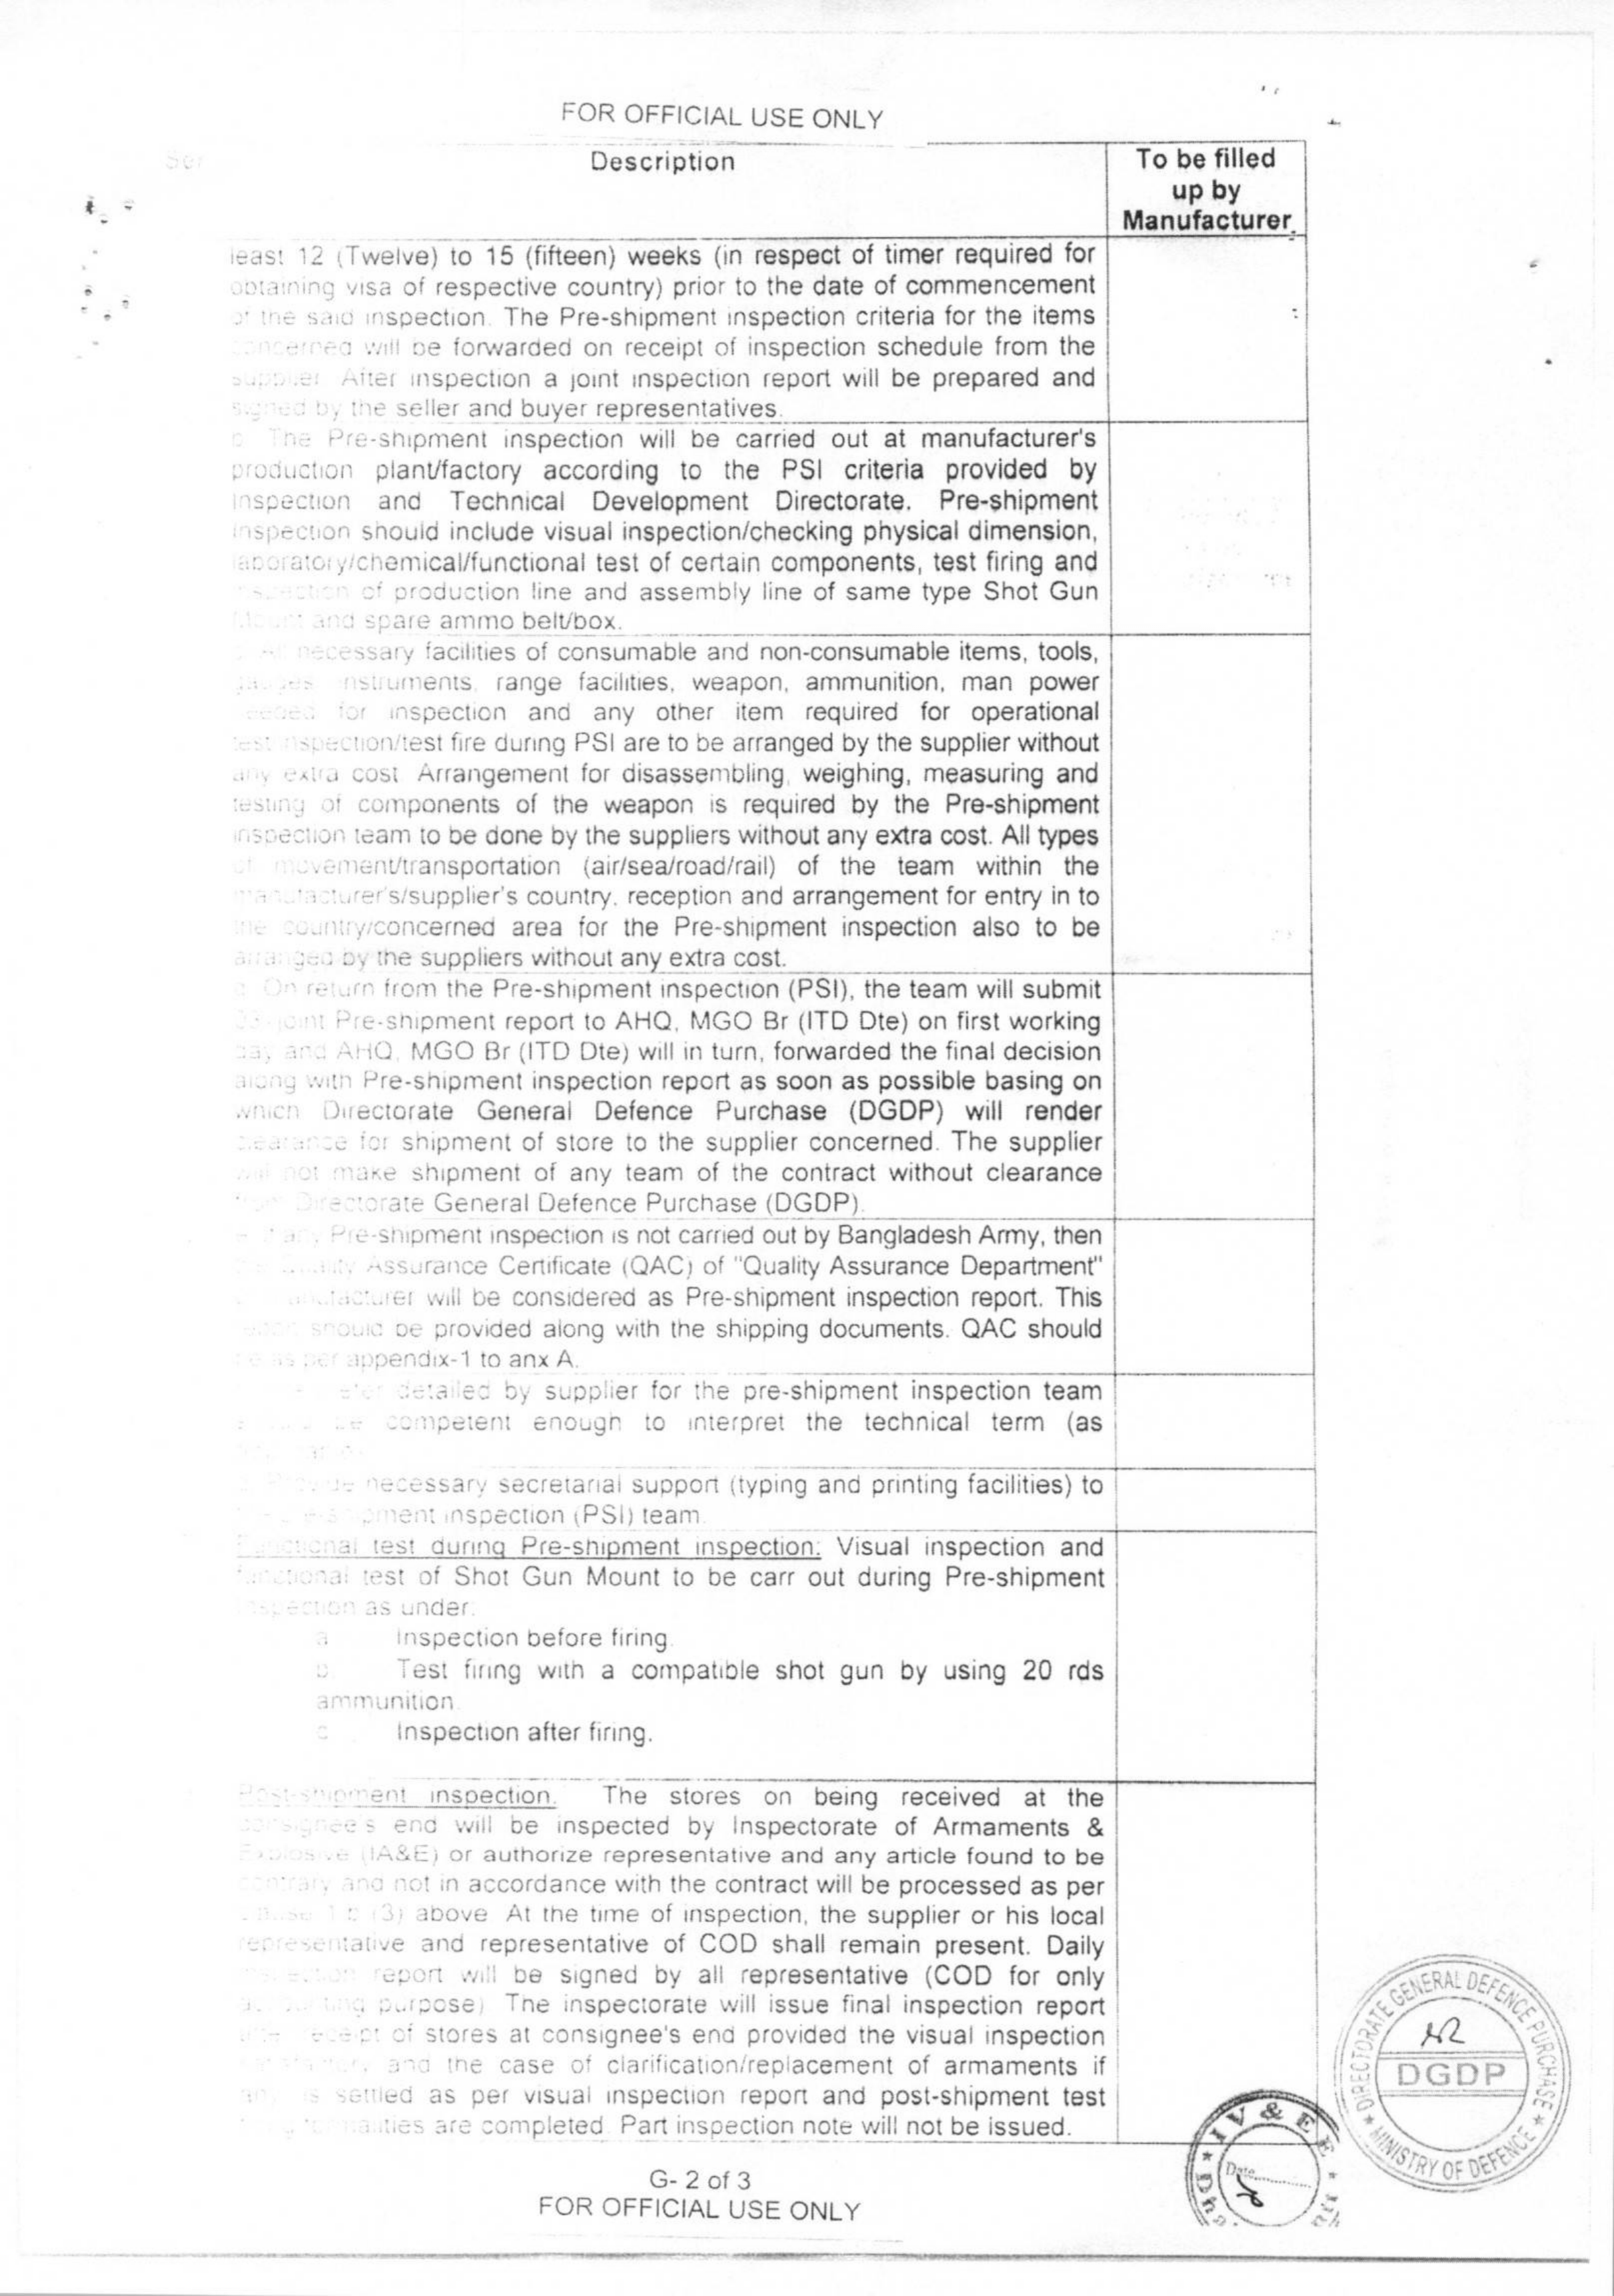 FOR OFFICIAL USE ONLY
Ser
Description
To be filled
up by
Manufacturer
least 12 (Twelve) to 15 (fifteen) weeks (in respect of timer required for
obtaining visa of respective country) prior to the date of commencement
of the said inspection. The Pre-shipment inspection criteria for the items
concerned will be forwarded on receipt of inspection schedule from the
supplier. After inspection a joint inspection report will be prepared and
signed by the seller and buyer representatives.
The Pre-shipment inspection will be carried out at manufacturer's
production plant/factory according to the PSI criteria provided by
Inspection and Technical Development Directorate. Pre-shipment
inspection should include visual inspection/checking physical dimension,
laboratory/chemical/functional test of certain components, test firing and
inspection of production line and assembly line of same type Shot Gun
Mount and spare ammo belt/box.
All necessary facilities of consumable and non-consumable items, tools,
gauges instruments, range facilities, weapon, ammunition, man power
needed for inspection and any other item required for operational
test inspection/test fire during PSI are to be arranged by the supplier without
any extra cost Arrangement for disassembling, weighing, measuring and
testing of components of the weapon is required by the Pre-shipment
inspection team to be done by the suppliers without any extra cost. All types
of movement/transportation (air/sea/road/rail) of the team within the
manufacturer's/supplier's country, reception and arrangement for entry in to
the country/concerned area for the Pre-shipment inspection also to be
arranged by the suppliers without any extra cost.
On return from the Pre-shipment inspection (PSI), the team will submit
03 joint Pre-shipment report to AHQ, MGO Br (ITD Dte) on first working
day and AHQ, MGO Br (ITD Dte) will in turn, forwarded the final decision
along with Pre-shipment inspection report as soon as possible basing on
which Directorate General Defence Purchase (DGDP) will render
clearance for shipment of store to the supplier concerned. The supplier
will not make shipment of any team of the contract without clearance
from Directorate General Defence Purchase (DGDP).
If any Pre-shipment inspection is not carried out by Bangladesh Army, then
the Quality Assurance Certificate (QAC) of "Quality Assurance Department"
manufacturer will be considered as Pre-shipment inspection report. This
report should be provided along with the shipping documents. QAC should
be as per appendix-1 to anx A.
detailed by supplier for the pre-shipment inspection team
competent enough to interpret the technical term (as
Provide necessary secretarial support (typing and printing facilities) to
the pre-shipment inspection (PSI) team.
Functional test during Pre-shipment inspection: Visual inspection and
functional test of Shot Gun Mount to be carr out during Pre-shipment
inspection as under:
a. Inspection before firing.
b. Test firing with a compatible shot gun by using 20 rds
ammunition.
c. Inspection after firing.
Post-shipment inspection. The stores on being received at the
consignee's end will be inspected by Inspectorate of Armaments &
Explosive (IA&E) or authorize representative and any article found to be
contrary and not in accordance with the contract will be processed as per
(3) above At the time of inspection, the supplier or his local
representative and representative of COD shall remain present. Daily
inspection report will be signed by all representative (COD for only
accounting purpose) The inspectorate will issue final inspection report
receipt of stores at consignee's end provided the visual inspection
and the case of clarification/replacement of armaments if
any is settled as per visual inspection report and post-shipment test
formalities are completed. Part inspection note will not be issued.
G- 2 of 3
FOR OFFICIAL USE ONLY
DIRECTORATE GENERAL DEFENCE PURCHASE
DGDP
MINISTRY OF DEFENCE
IV & EE
Date